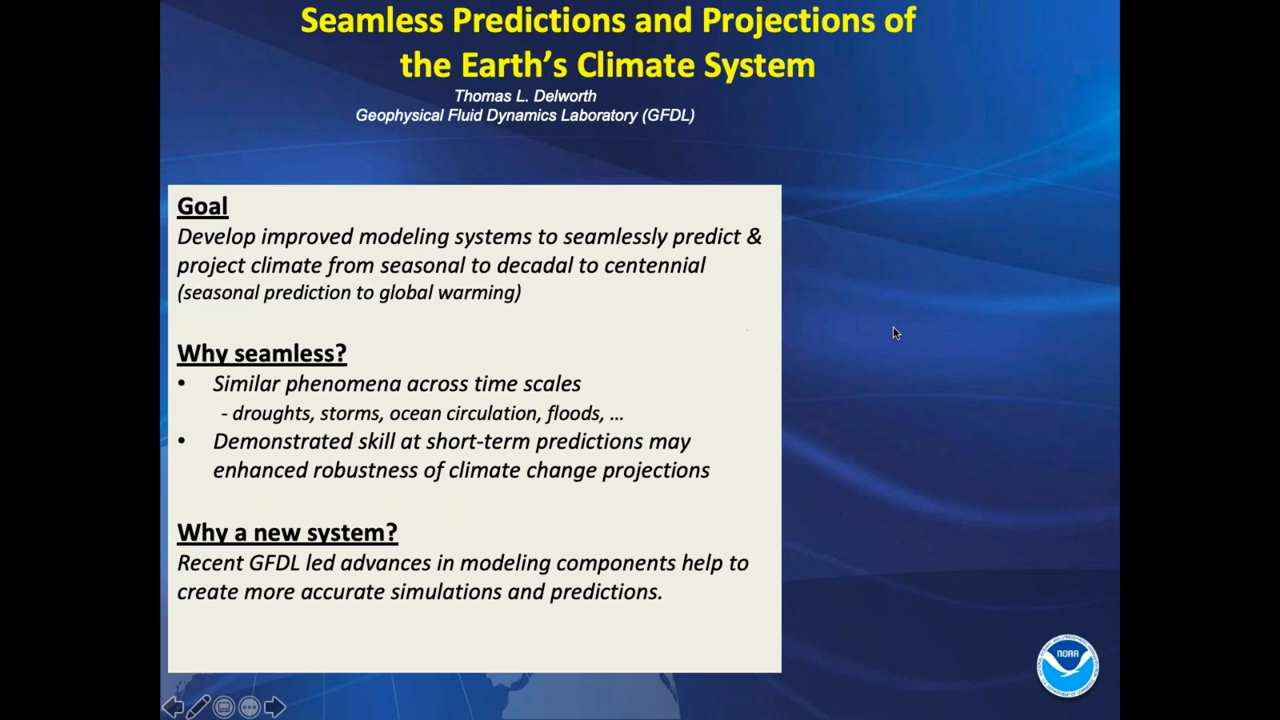 Seamless Predictions and Projections of
the Earth’s Climate System
Thomas L. Delworth
Geophysical Fluid Dynamics Laboratory (GFDL)
Goal
Develop improved modeling systems to seamlessly predict &
project climate from seasonal to decadal to centennial
(seasonal prediction to global warming)
Why seamless?
• Similar phenomena across time scales
- droughts, storms, ocean circulation, floods, …
• Demonstrated skill at short-term predictions may
enhanced robustness of climate change projections
Why a new system?
Recent GFDL led advances in modeling components help to
create more accurate simulations and predictions.
NOAA